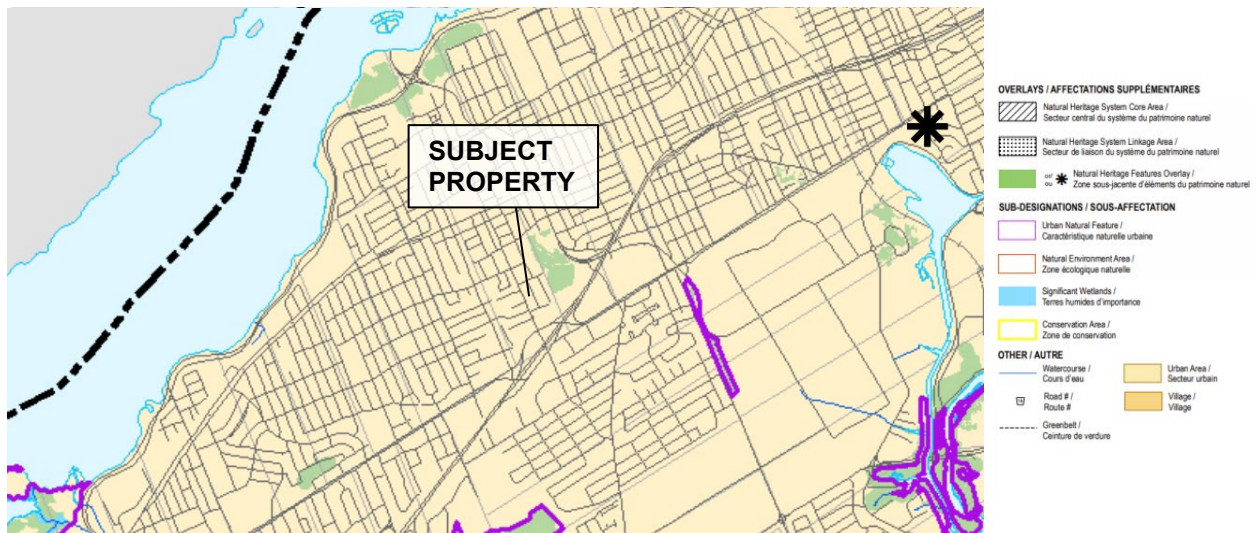 SUBJECT
PROPERTY
OVERLAYS / AFFECTATIONS SUPPLÉMENTAIRES
Natural Heritage System Core Area /
Secteur central du système du patrimoine naturel
Natural Heritage System Linkage Area /
Secteur de liaison du système du patrimoine naturel
or/
ou
Natural Heritage Features Overlay /
Zone sous-jacente d'éléments du patrimoine naturel
SUB-DESIGNATIONS / SOUS-AFFECTATION
Urban Natural Feature /
Caractéristique naturelle urbaine
Natural Environment Area /
Zone écologique naturelle
Significant Wetlands /
Terres humides d'importance
Conservation Area /
Zone de conservation
OTHER / AUTRE
Watercourse /
Cours d'eau
Road # /
Route #
Greenbelt /
Ceinture de verdure
Urban Area /
Secteur urbain
Village /
Village